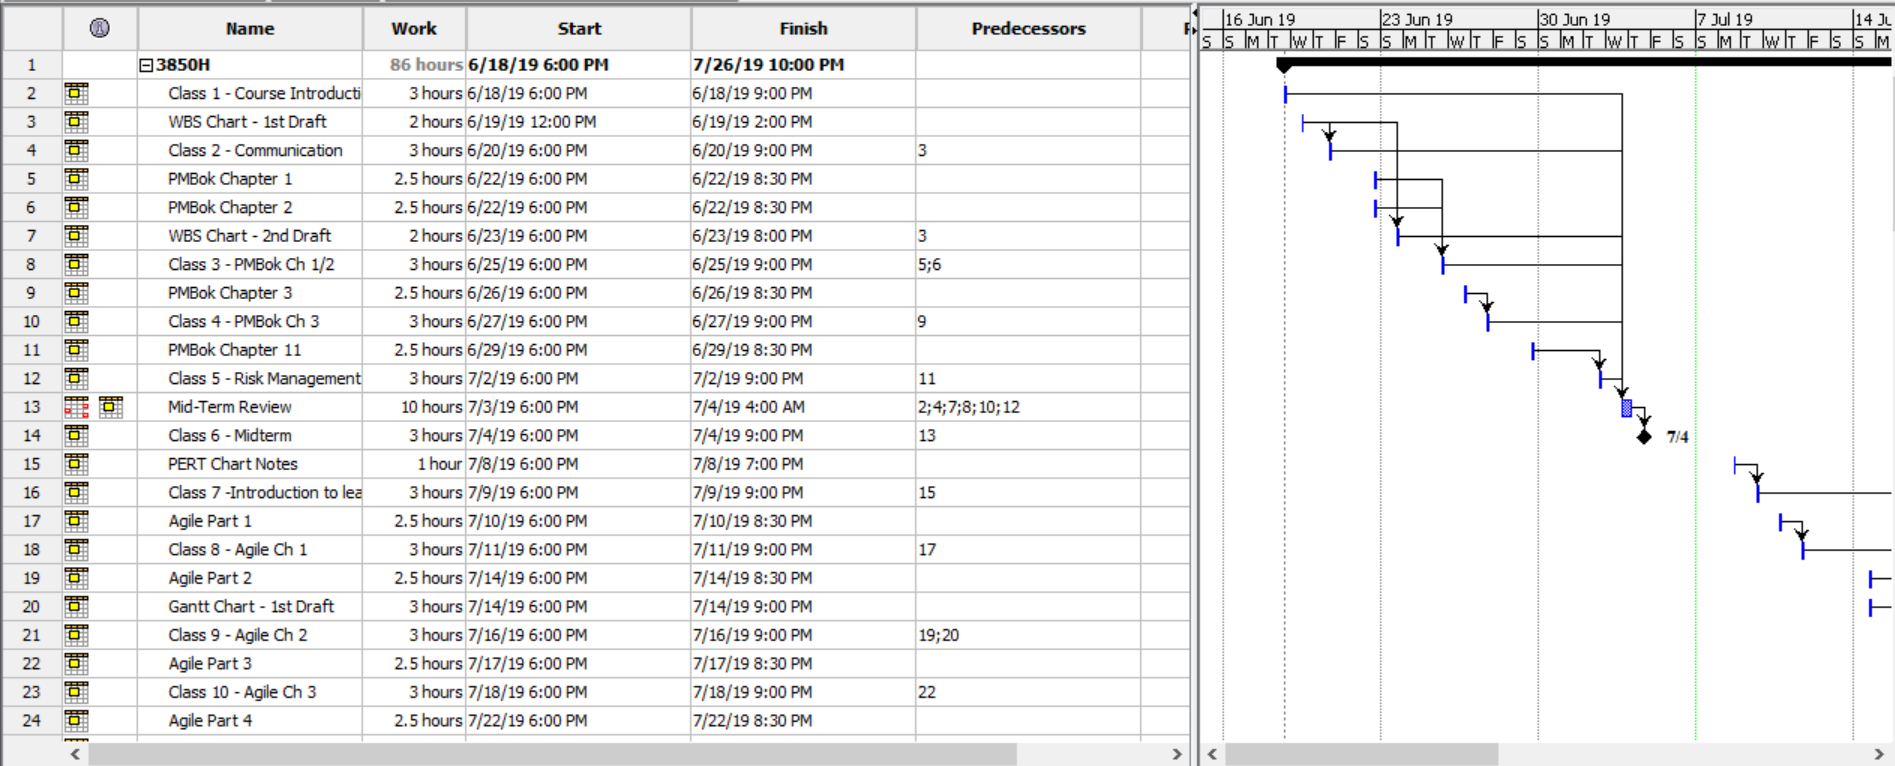 Name Work Start Finish Predecessors
16 Jun 19 23 Jun 19 30 Jun 19 7 Jul 19
S S M T W T F S S M T W T F S S M T W T F S S M T W T F S S M
1 3850H 86 hours 6/18/19 6:00 PM 7/26/19 10:00 PM
2 Class 1 - Course Introducti 3 hours 6/18/19 6:00 PM 6/18/19 9:00 PM
3 WBS Chart - 1st Draft 2 hours 6/19/19 12:00 PM 6/19/19 2:00 PM
4 Class 2 - Communication 3 hours 6/20/19 6:00 PM 6/20/19 9:00 PM 3
5 PMBok Chapter 1 2.5 hours 6/22/19 6:00 PM 6/22/19 8:30 PM
6 PMBok Chapter 2 2.5 hours 6/22/19 6:00 PM 6/22/19 8:30 PM
7 WBS Chart - 2nd Draft 2 hours 6/23/19 6:00 PM 6/23/19 8:00 PM 3
8 Class 3 - PMBok Ch 1/2 3 hours 6/25/19 6:00 PM 6/25/19 9:00 PM 5;6
9 PMBok Chapter 3 2.5 hours 6/26/19 6:00 PM 6/26/19 8:30 PM
10 Class 4 - PMBok Ch 3 3 hours 6/27/19 6:00 PM 6/27/19 9:00 PM 9
11 PMBok Chapter 11 2.5 hours 6/29/19 6:00 PM 6/29/19 8:30 PM
12 Class 5 - Risk Management 3 hours 7/2/19 6:00 PM 7/2/19 9:00 PM 11
13 Mid-Term Review 10 hours 7/3/19 6:00 PM 7/4/19 4:00 AM 2;4;7;8;10;12
14 Class 6 - Midterm 3 hours 7/4/19 6:00 PM 7/4/19 9:00 PM 13 7/4
15 PERT Chart Notes 1 hour 7/8/19 6:00 PM 7/8/19 7:00 PM
16 Class 7 -Introduction to lea 3 hours 7/9/19 6:00 PM 7/9/19 9:00 PM 15
17 Agile Part 1 2.5 hours 7/10/19 6:00 PM 7/10/19 8:30 PM
18 Class 8 - Agile Ch 1 3 hours 7/11/19 6:00 PM 7/11/19 9:00 PM 17
19 Agile Part 2 2.5 hours 7/14/19 6:00 PM 7/14/19 8:30 PM
20 Gantt Chart - 1st Draft 3 hours 7/14/19 6:00 PM 7/14/19 9:00 PM
21 Class 9 - Agile Ch 2 3 hours 7/16/19 6:00 PM 7/16/19 9:00 PM 19;20
22 Agile Part 3 2.5 hours 7/17/19 6:00 PM 7/17/19 8:30 PM
23 Class 10 - Agile Ch 3 3 hours 7/18/19 6:00 PM 7/18/19 9:00 PM 22
24 Agile Part 4 2.5 hours 7/22/19 6:00 PM 7/22/19 8:30 PM